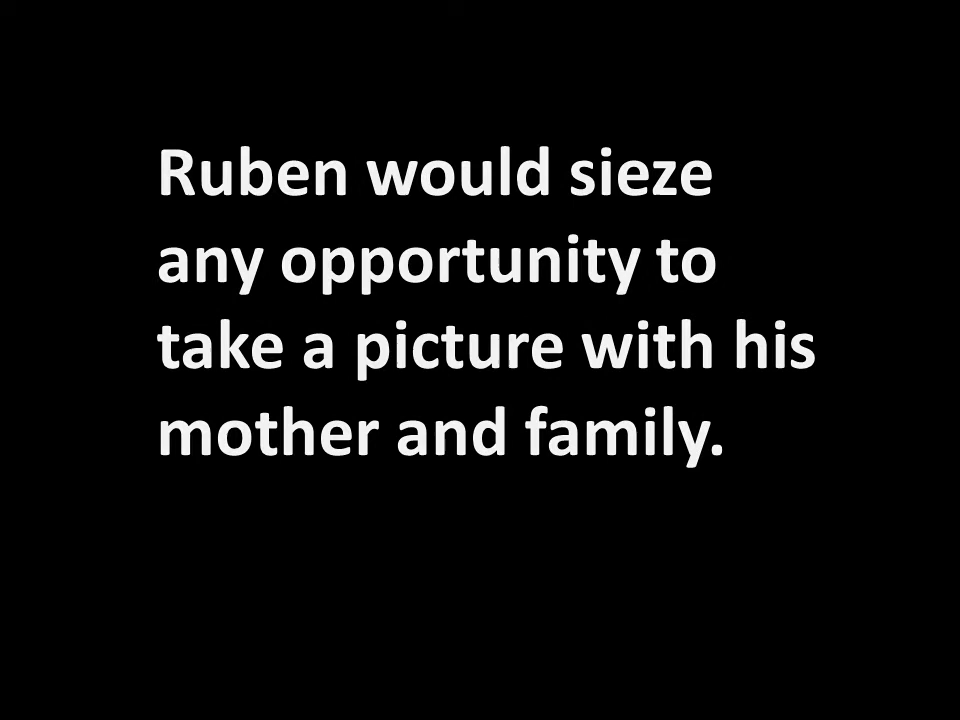 Ruben would sieze
any opportunity to
take a picture with his
mother and family.